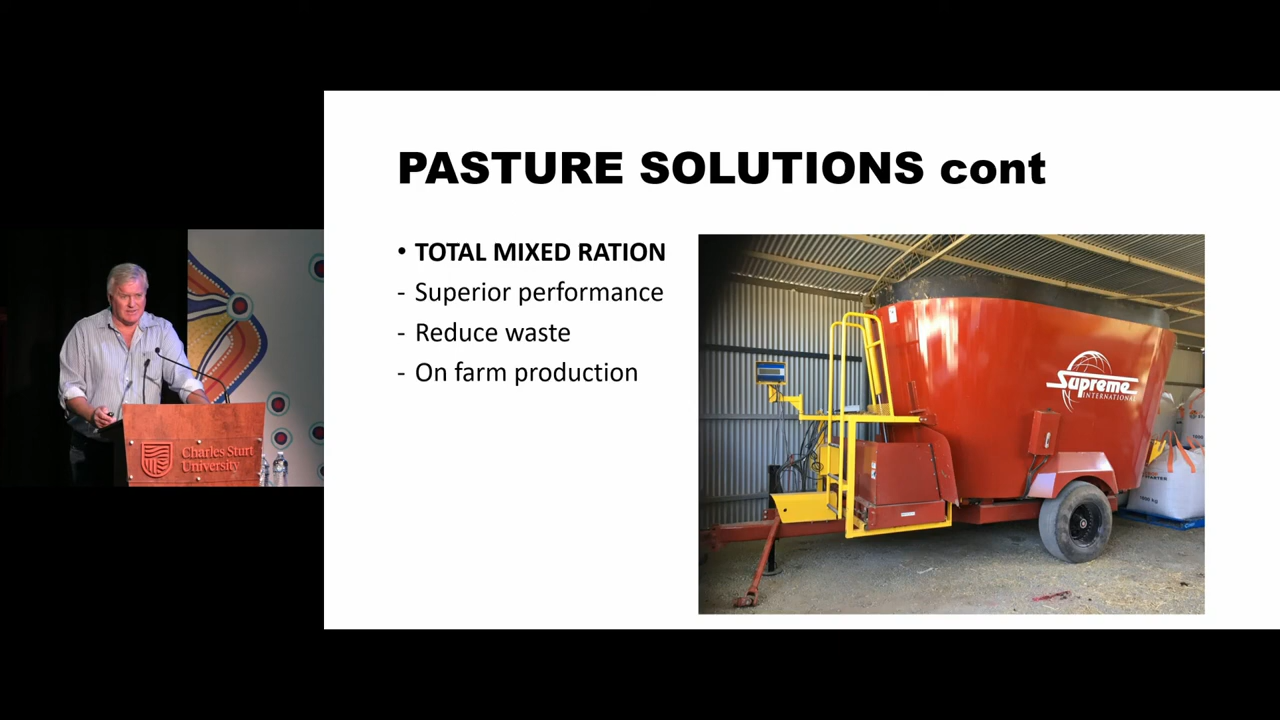 PASTURE SOLUTIONS cont
• TOTAL MIXED RATION
- Superior performance
- Reduce waste
- On farm production
Supreme
INTERNATIONAL
Charles Sturt
University